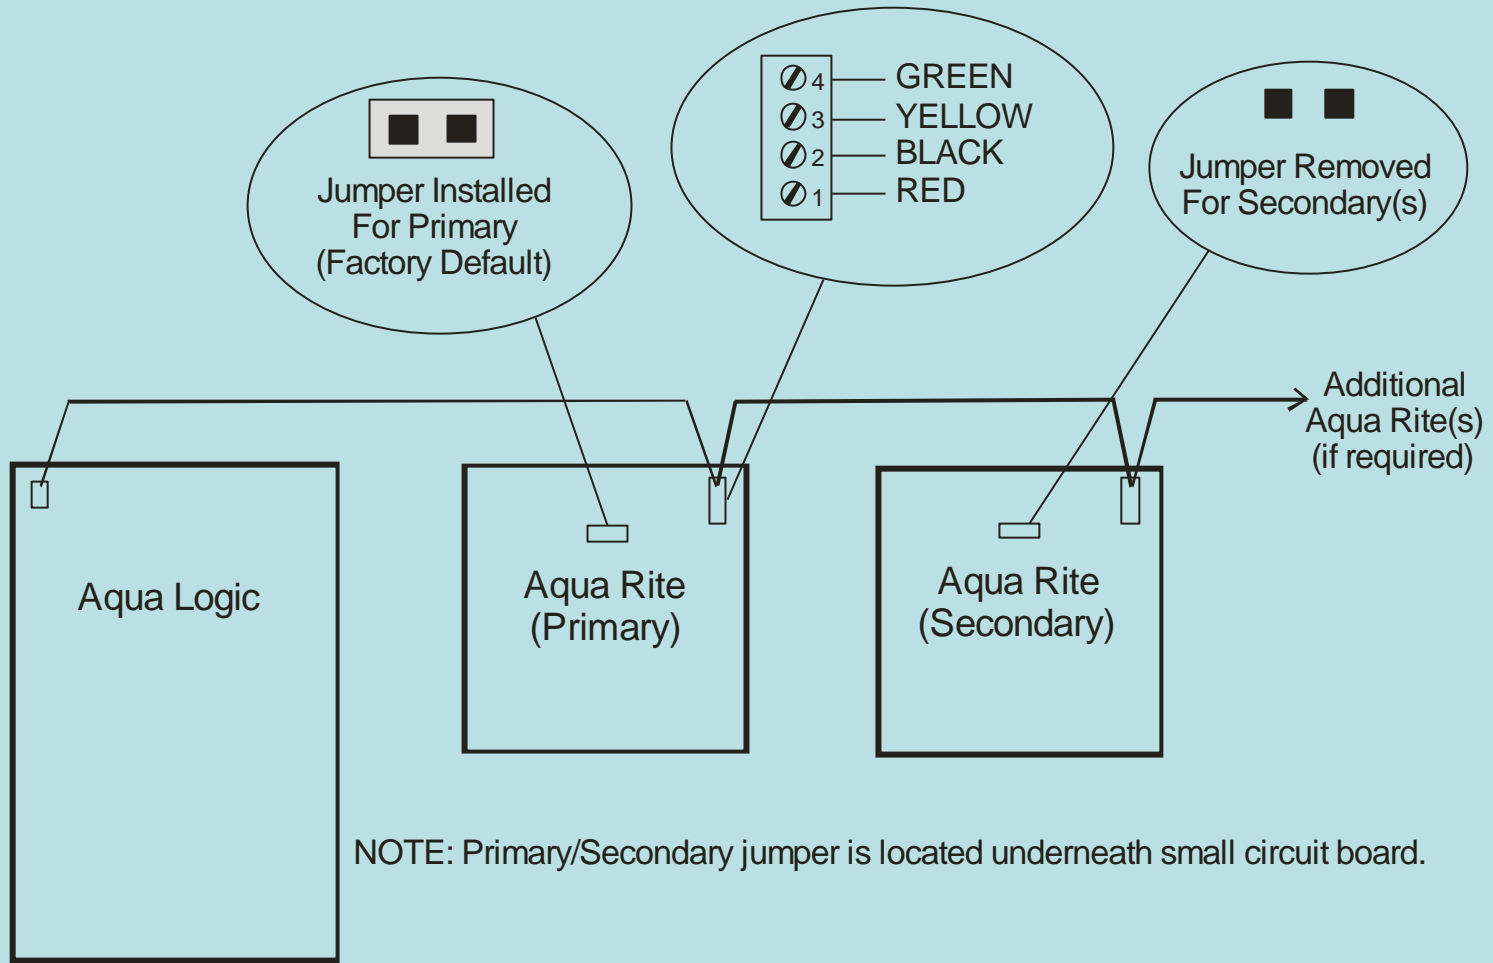 Jumper Installed
For Primary
(Factory Default)
4 GREEN
3 YELLOW
2 BLACK
1 RED
Jumper Removed
For Secondary(s)
Additional
Aqua Rite(s)
(if required)
Aqua Logic
Aqua Rite
(Primary)
Aqua Rite
(Secondary)
NOTE: Primary/Secondary jumper is located underneath small circuit board.